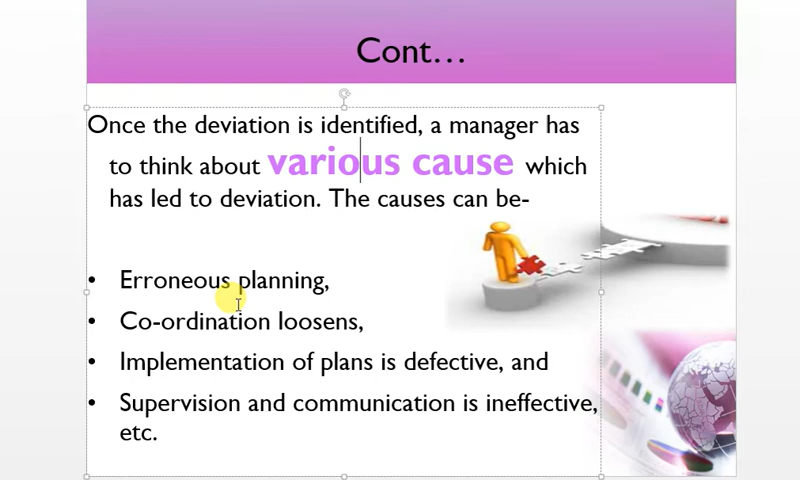 Cont...
Once the deviation is identified, a manager has
to think about various cause which
has led to deviation. The causes can be-
• Erroneous planning,
• Co-ordination loosens,
• Implementation of plans is defective, and
• Supervision and communication is ineffective,
etc.